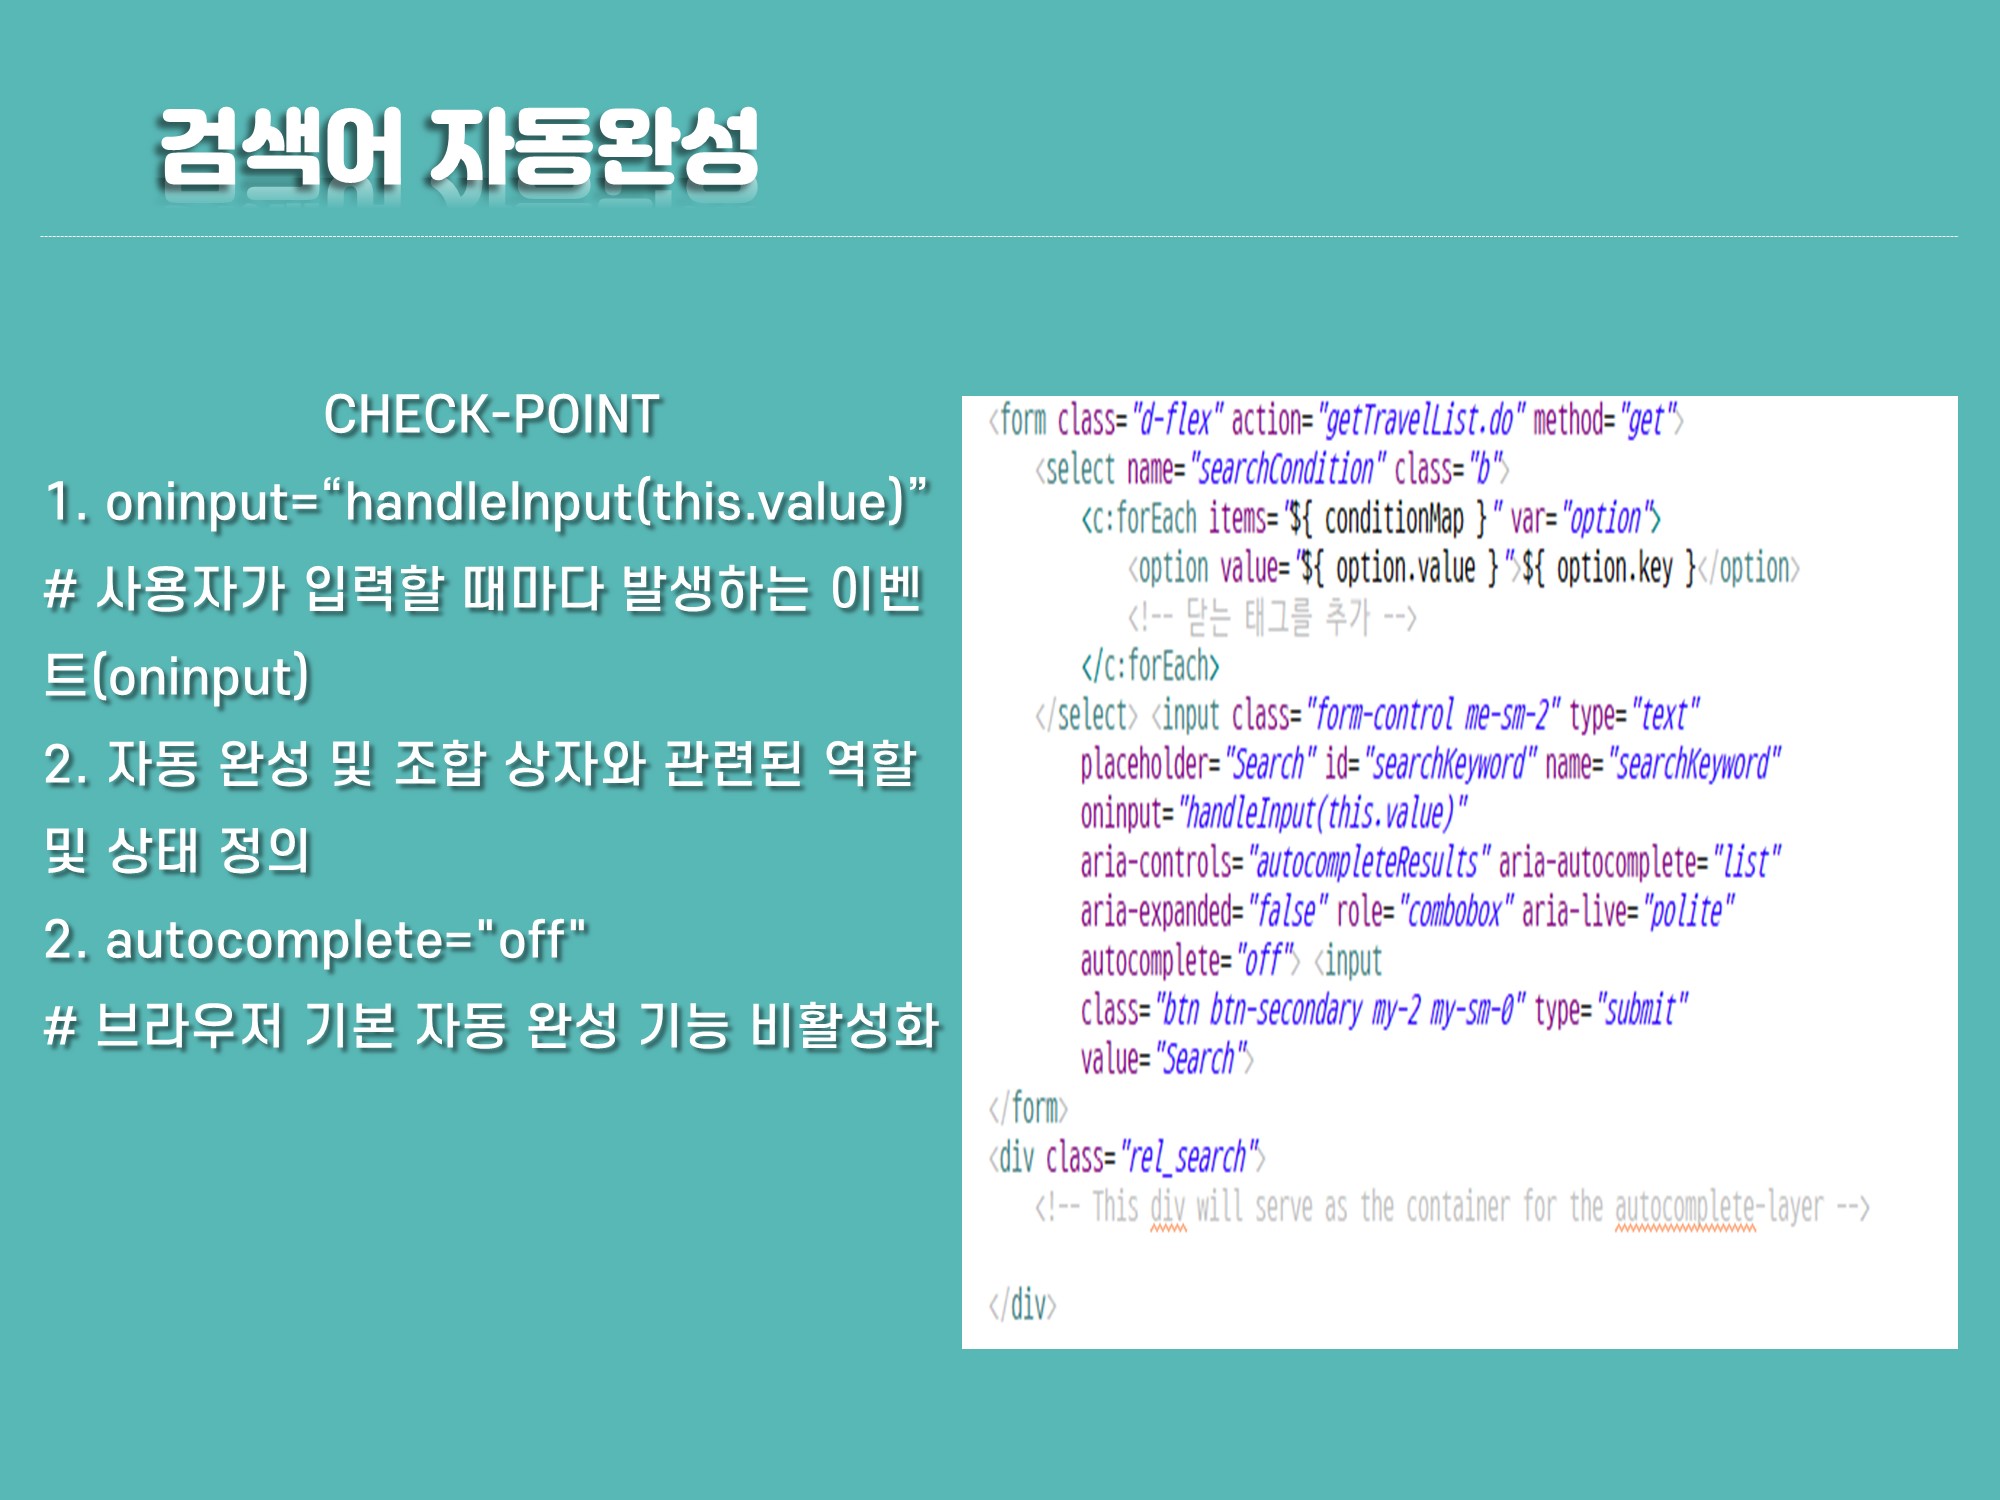 검색어 자동완성
CHECK-POINT
1. oninput=“handleInput(this.value)”
# 사용자가 입력할 때마다 발생하는 이벤
트(oninput)
2. 자동 완성 및 조합 상자와 관련된 역할
및 상태 정의
2. autocomplete="off"
# 브라우저 기본 자동 완성 기능 비활성화
<form class="d-flex" action="getTravelList.do" method="get">
<select name="searchCondition" class="b">
<c:forEach items="${ conditionMap }" var="option">
<option value="${ option.value }">${ option.key }</option>
<!-- 닫는 태그를 추가 -->
</c:forEach>
</select> <input class="form-control me-sm-2" type="text"
placeholder="Search" id="searchKeyword" name="searchKeyword"
oninput="handleInput(this.value)"
aria-controls="autocompleteResults" aria-autocomplete="list"
aria-expanded="false" role="combobox" aria-live="polite"
autocomplete="off"> <input
class="btn btn-secondary my-2 my-sm-0" type="submit"
value="Search">
</form>
<div class="rel_search">
<!-- This div will serve as the container for the autocomplete-layer -->
</div>